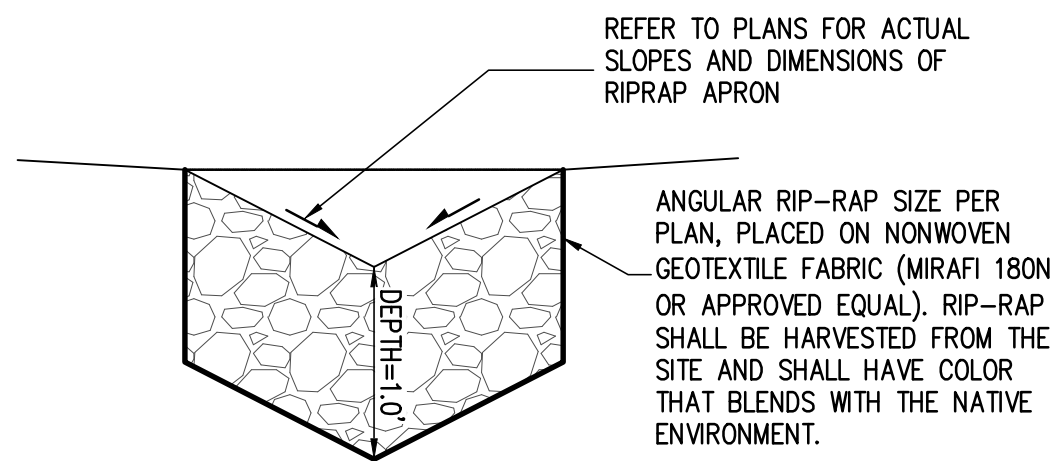 REFER TO PLANS FOR ACTUAL
SLOPES AND DIMENSIONS OF
RIPRAP APRON
ANGULAR RIP-RAP SIZE PER
PLAN, PLACED ON NONWOVEN
GEOTEXTILE FABRIC (MIRAFI 180N
OR APPROVED EQUAL). RIP-RAP
SHALL BE HARVESTED FROM THE
SITE AND SHALL HAVE COLOR
THAT BLENDS WITH THE NATIVE
ENVIRONMENT.
DEPTH=1.0'